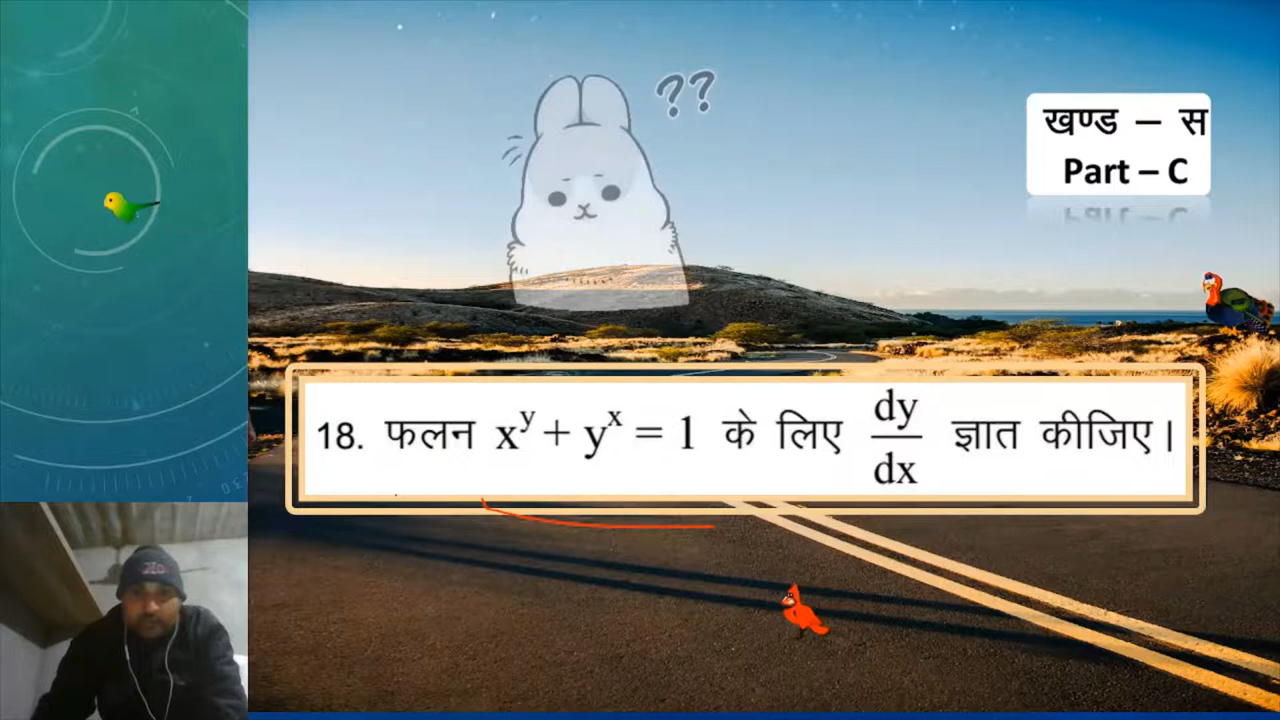 ??
खण्ड – स
Part – C
18. फलन x^y + y^x = 1 के लिए dy/dx ज्ञात कीजिए।